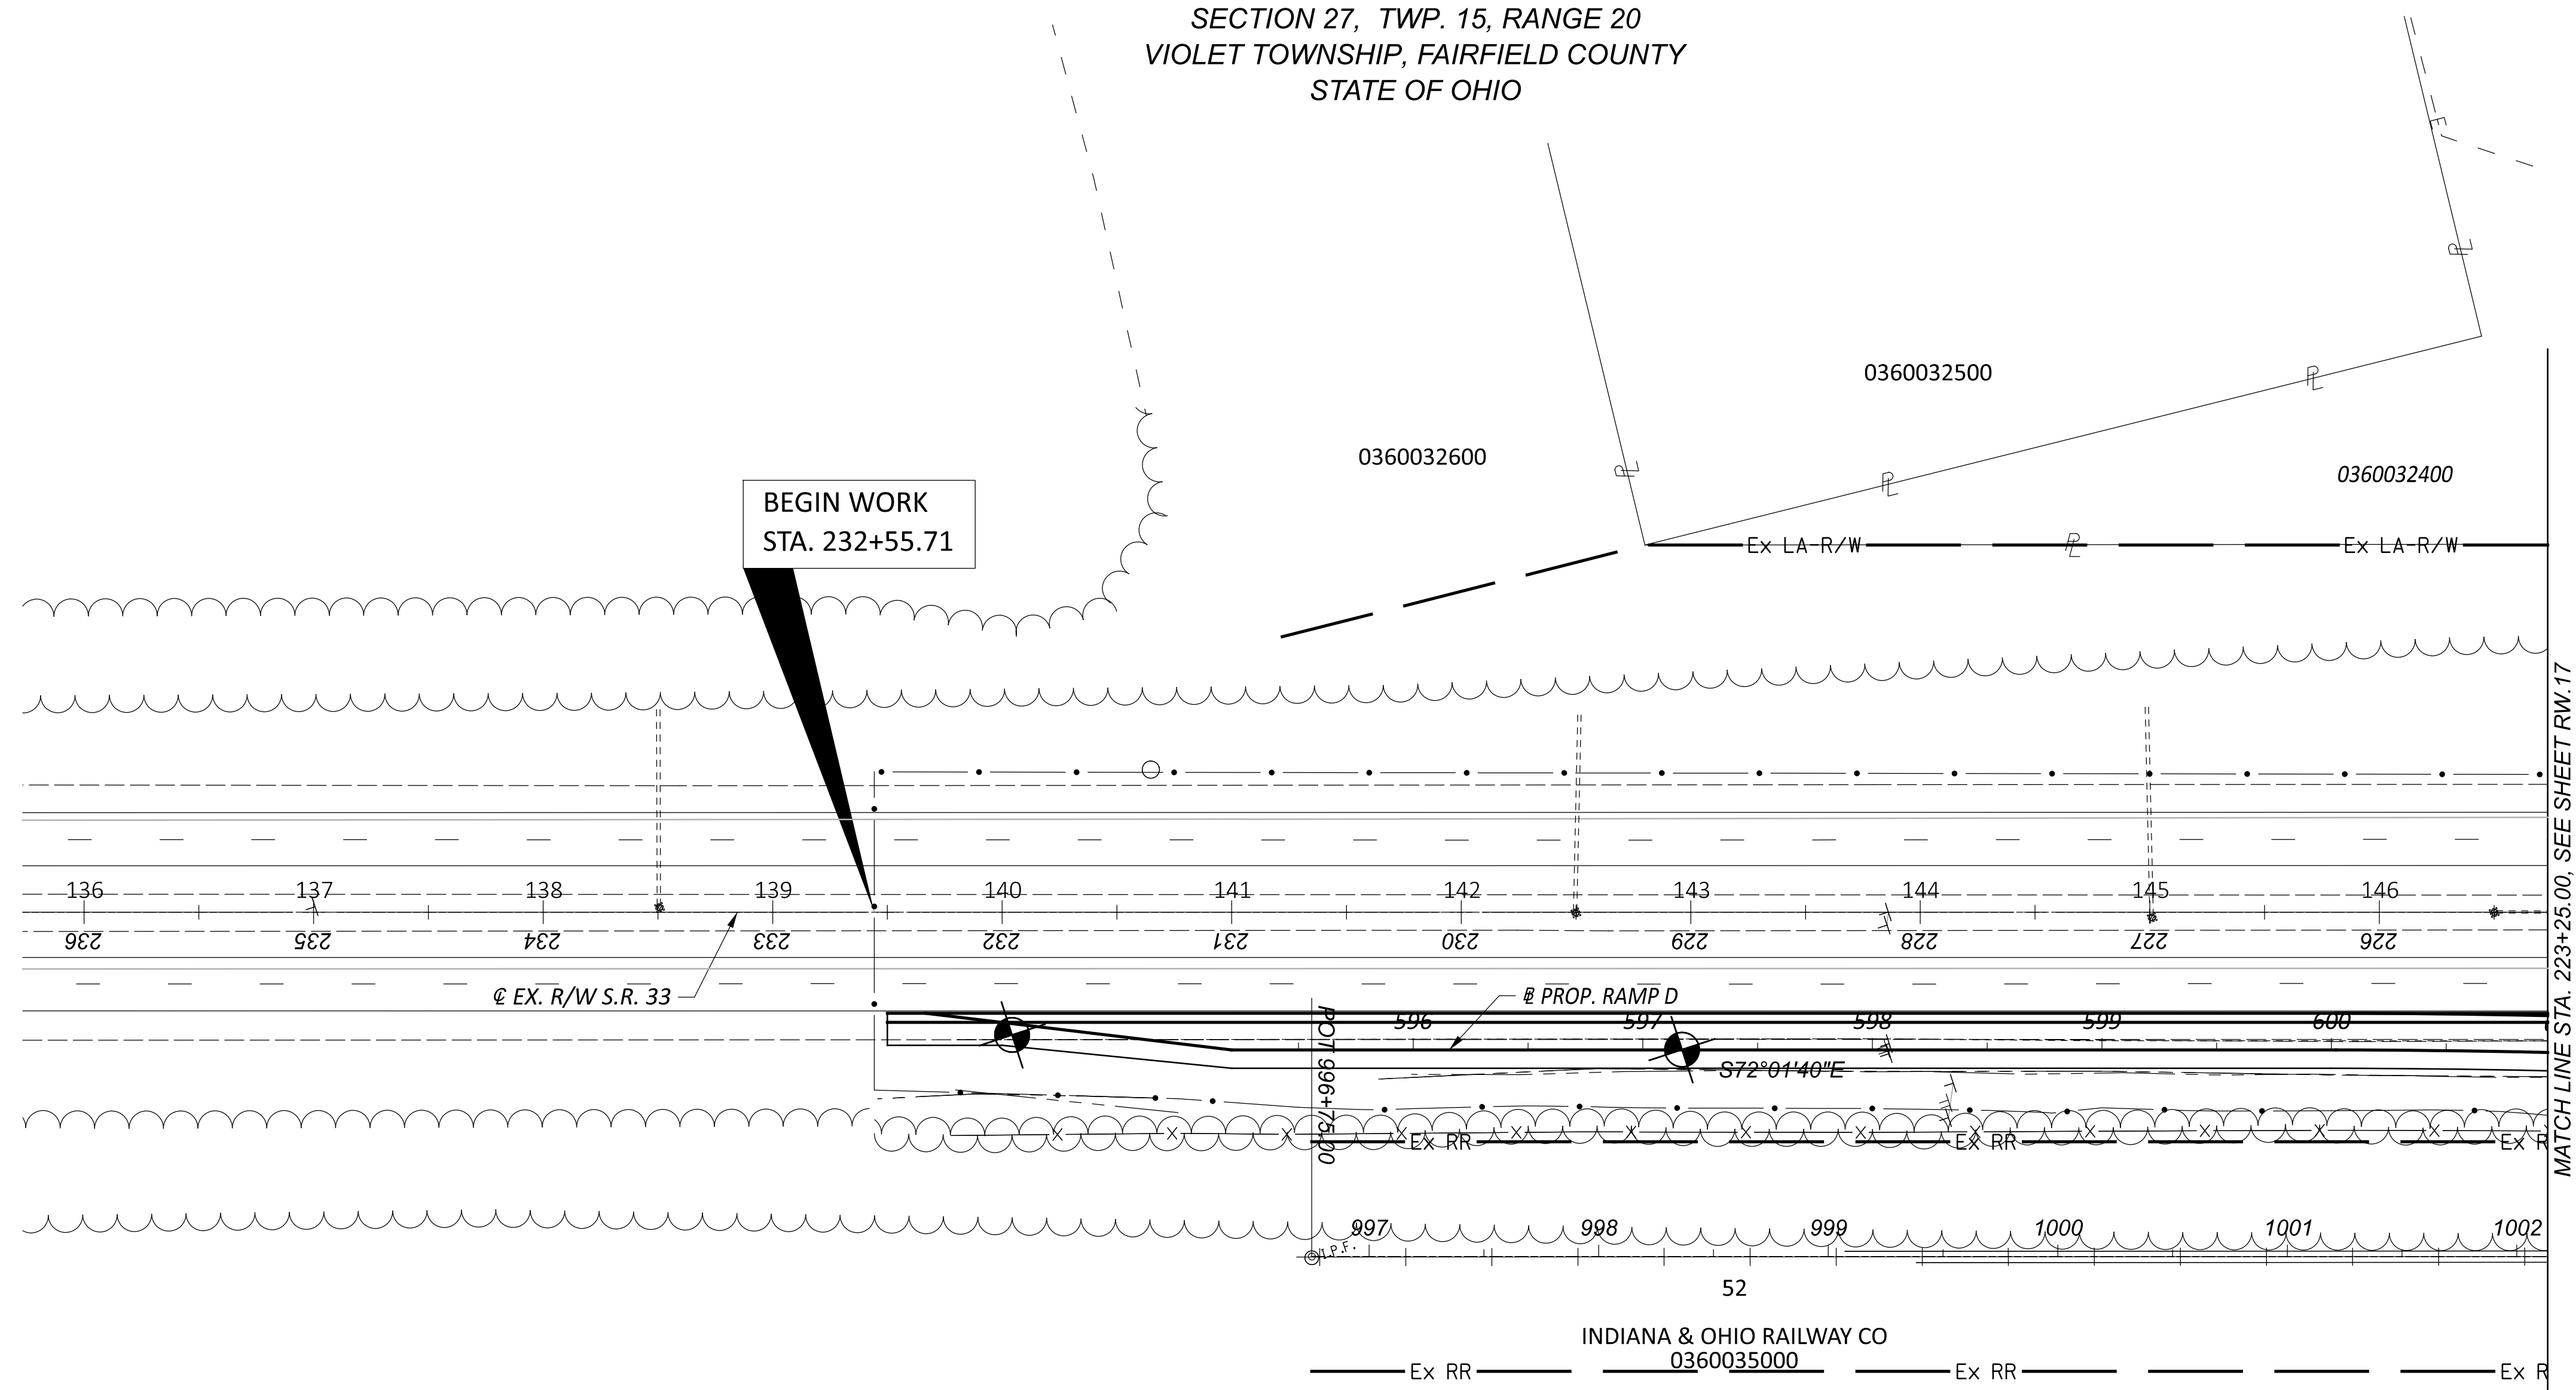 SECTION 27, TWP. 15, RANGE 20
VIOLET TOWNSHIP, FAIRFIELD COUNTY
STATE OF OHIO
0360032500
0360032600
0360032400
BEGIN WORK
STA. 232+55.71
Ex LA-R/W
Ex LA-R/W
136 137 138 139 140 141 142 143 144 145 146
236 235 234 233 232 231 230 229 228 227 226
℄ EX. R/W S.R. 33
PROP. RAMP D
596 597 598 599 600
S72°01'40"E
POT 996+75.00
Ex RR Ex RR Ex R
997 998 999 1000 1001 1002
I.P.F.
52
INDIANA & OHIO RAILWAY CO
0360035000
Ex RR Ex RR Ex R
MATCH LINE STA. 223+25.00, SEE SHEET RW.17